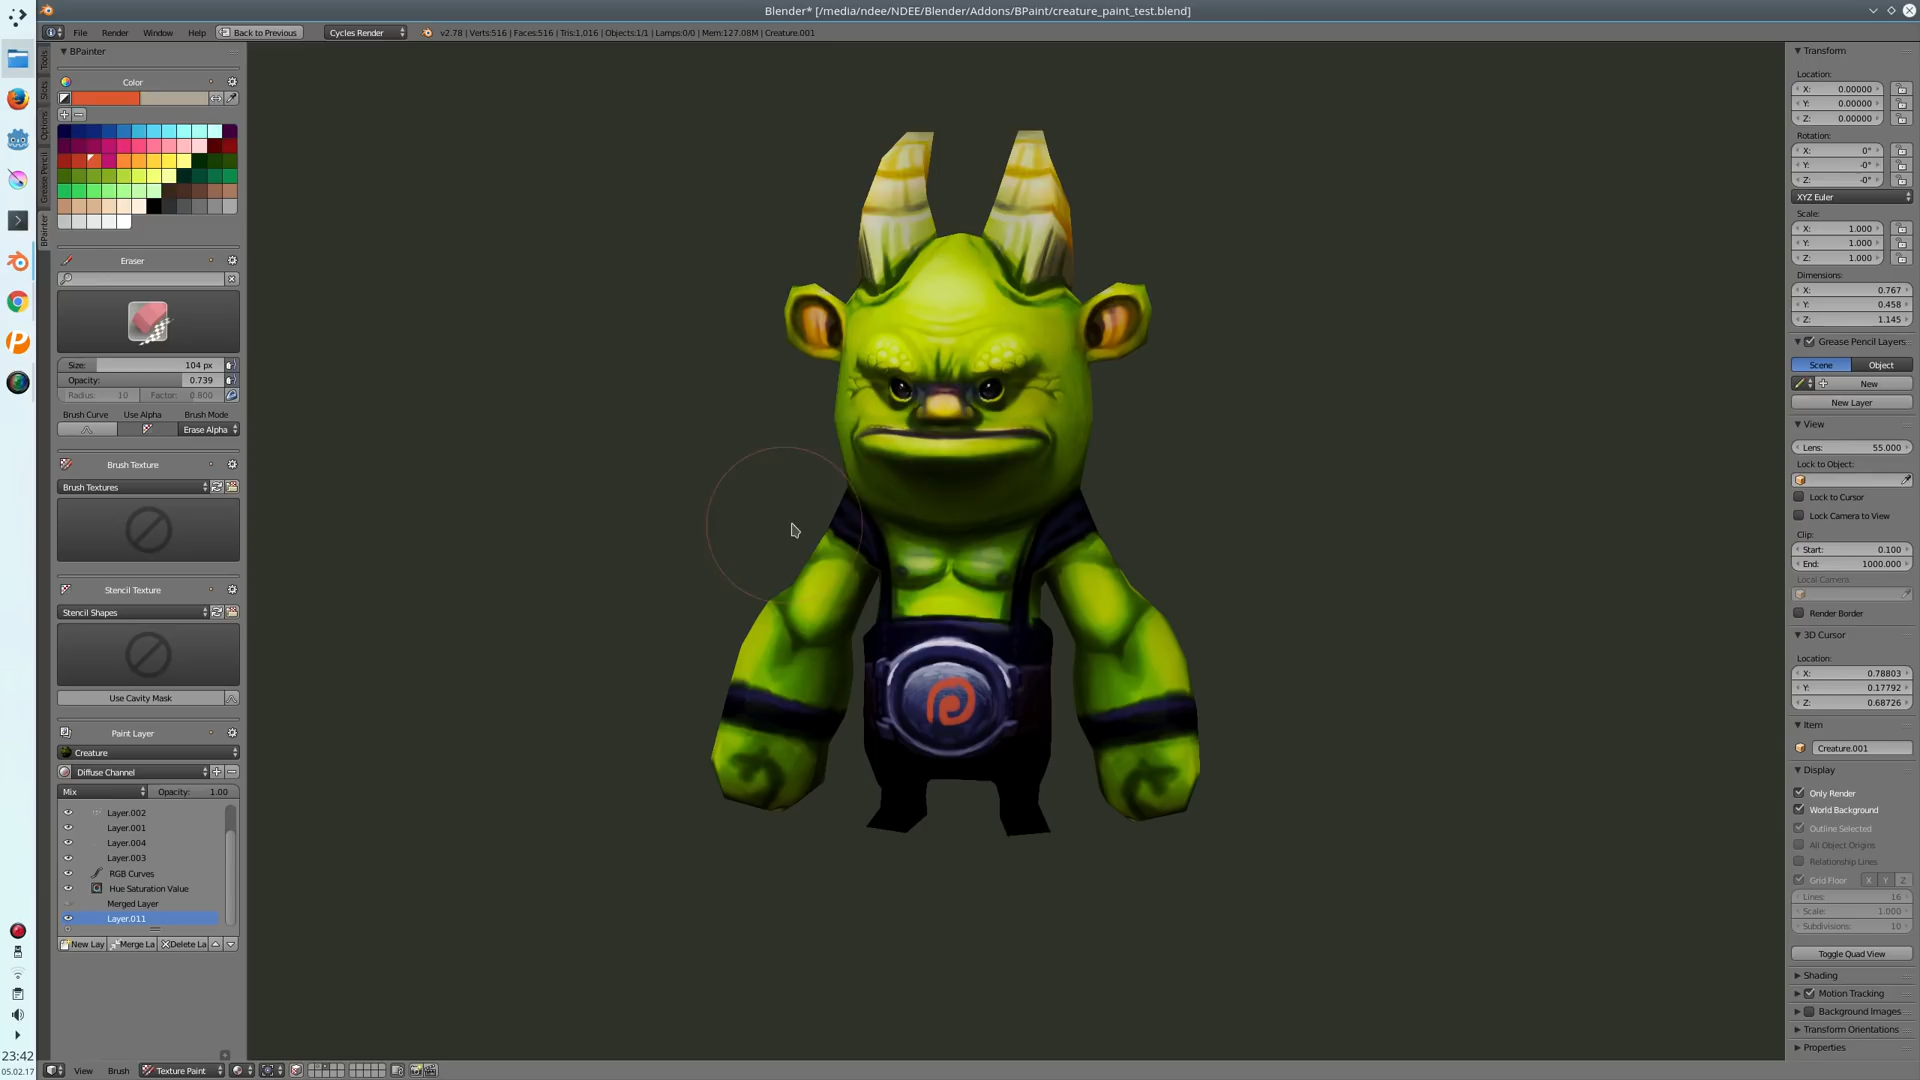 Blender* [/media/ndee/NDEE/Blender/Addons/BPaint/creature_paint_test.blend]
File Render Window Help Back to Previous Cycles Render v2.78 | Verts:516 | Faces:516 | Tris:1,016 | Objects:1/1 | Lamps:0/0 | Mem:127.08M | Creature.001
Tools
Slots
Options
Grease Pencil
BPainter
BPainter
Color
Eraser
Size: 104 px
Opacity: 0.739
Radius: 10 Factor: 0.800
Brush Curve Use Alpha Brush Mode
Erase Alpha
Brush Texture
Brush Textures
Stencil Texture
Stencil Shapes
Use Cavity Mask
Paint Layer
Creature
Diffuse Channel
Mix Opacity: 1.00
Layer.002
Layer.001
Layer.004
Layer.003
RGB Curves
Hue Saturation Value
Merged Layer
Layer.011
New Lay Merge La Delete La
View Brush Texture Paint
23:42
05.02.17
Transform
Location:
X: 0.00000
Y: 0.00000
Z: 0.00000
Rotation:
X: 0°
Y: -0°
Z: -0°
XYZ Euler
Scale:
X: 1.000
Y: 1.000
Z: 1.000
Dimensions:
X: 0.767
Y: 0.458
Z: 1.145
Grease Pencil Layers
Scene Object
New
New Layer
View
Lens: 55.000
Lock to Object:
Lock to Cursor
Lock Camera to View
Clip:
Start: 0.100
End: 1000.000
Local Camera:
Render Border
3D Cursor
Location:
X: 0.78803
Y: 0.17792
Z: 0.68726
Item
Creature.001
Display
Only Render
World Background
Outline Selected
All Object Origins
Relationship Lines
Grid Floor X Y Z
Lines: 16
Scale: 1.000
Subdivisions: 10
Toggle Quad View
Shading
Motion Tracking
Background Images
Transform Orientations
Properties